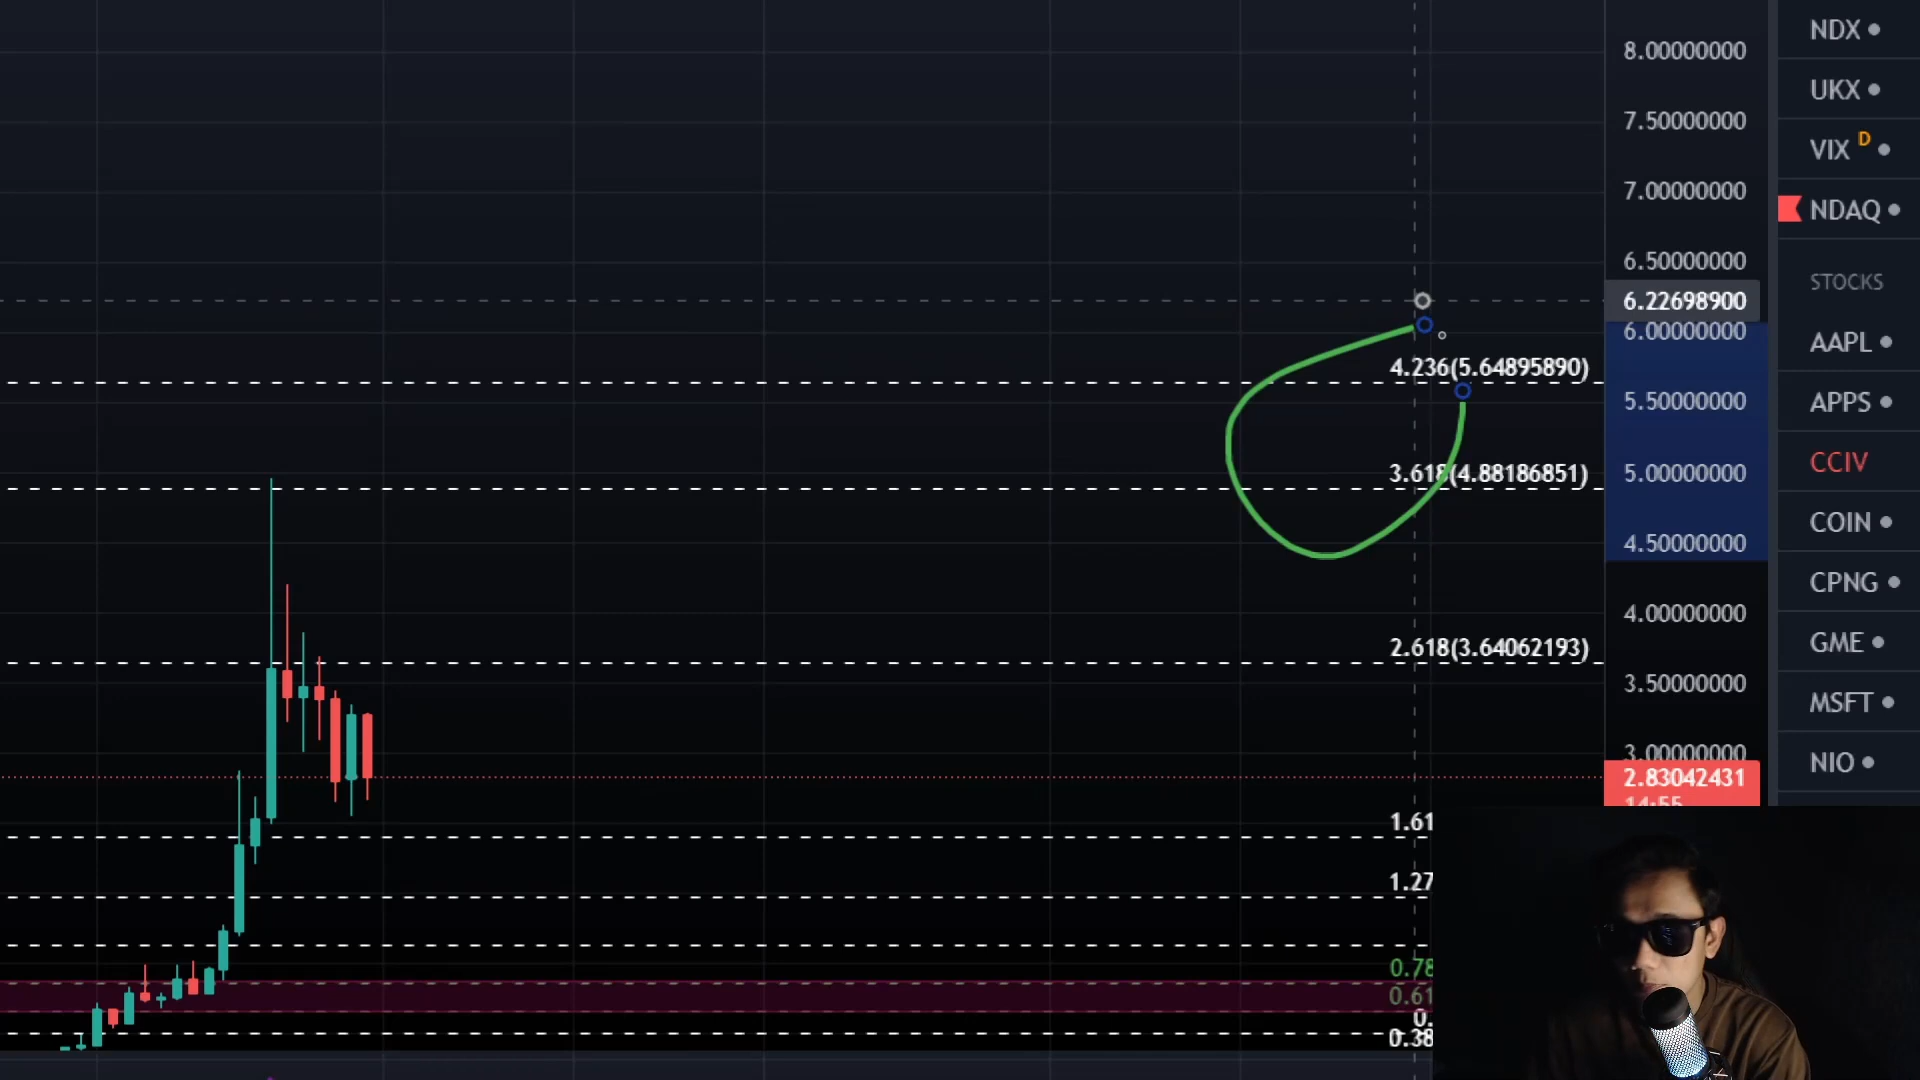 8.00000000
7.50000000
7.00000000
6.50000000
6.22698900
6.00000000
4.236(5.64895890)
5.50000000
3.618(4.88186851)
5.00000000
4.50000000
4.00000000
2.618(3.64062193)
3.50000000
3.00000000
2.83042431
14:55
1.61
1.27
0.78
0.61
0.
0.38
NDX
UKX
VIX D
NDAQ
STOCKS
AAPL
APPS
CCIV
COIN
CPNG
GME
MSFT
NIO